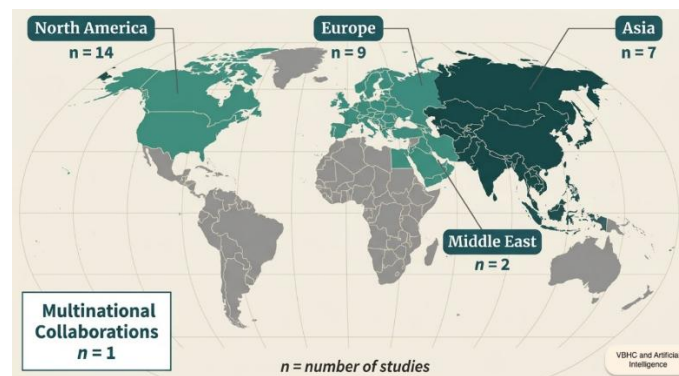 North America
n = 14
Europe
n = 9
Asia
n = 7
Middle East
n = 2
Multinational
Collaborations
n = 1
n = number of studies
VBHC and Artificial
Intelligence